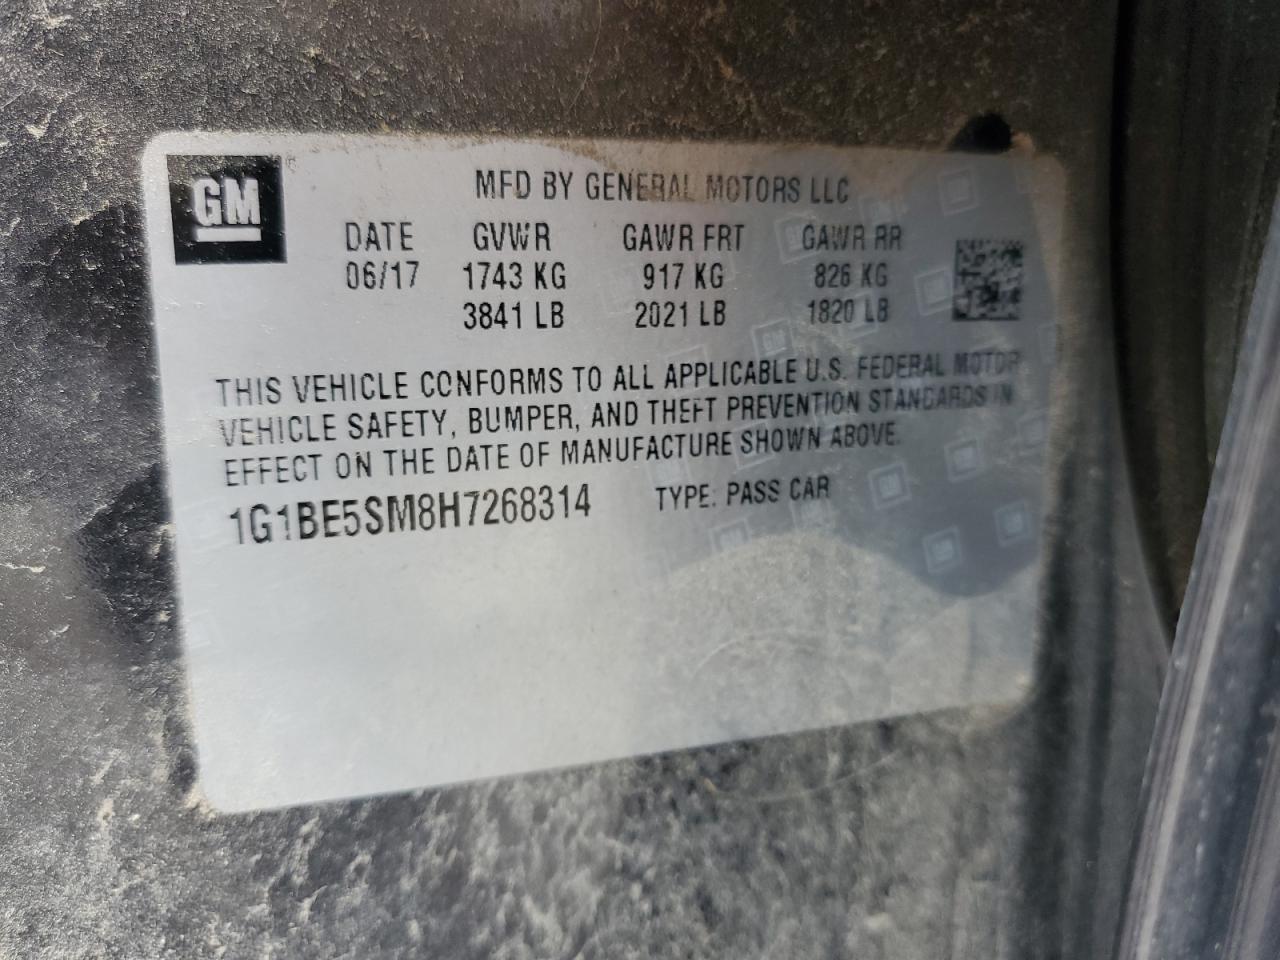 GM
MFD BY GENERAL MOTORS LLC
DATE GVWR GAWR FRT GAWR RR
06/17 1743 KG 917 KG 826 KG
3841 LB 2021 LB 1820 LB
THIS VEHICLE CONFORMS TO ALL APPLICABLE U.S. FEDERAL MOTOR
VEHICLE SAFETY, BUMPER, AND THEFT PREVENTION STANDARDS IN
EFFECT ON THE DATE OF MANUFACTURE SHOWN ABOVE.
1G1BE5SM8H7268314 TYPE: PASS CAR